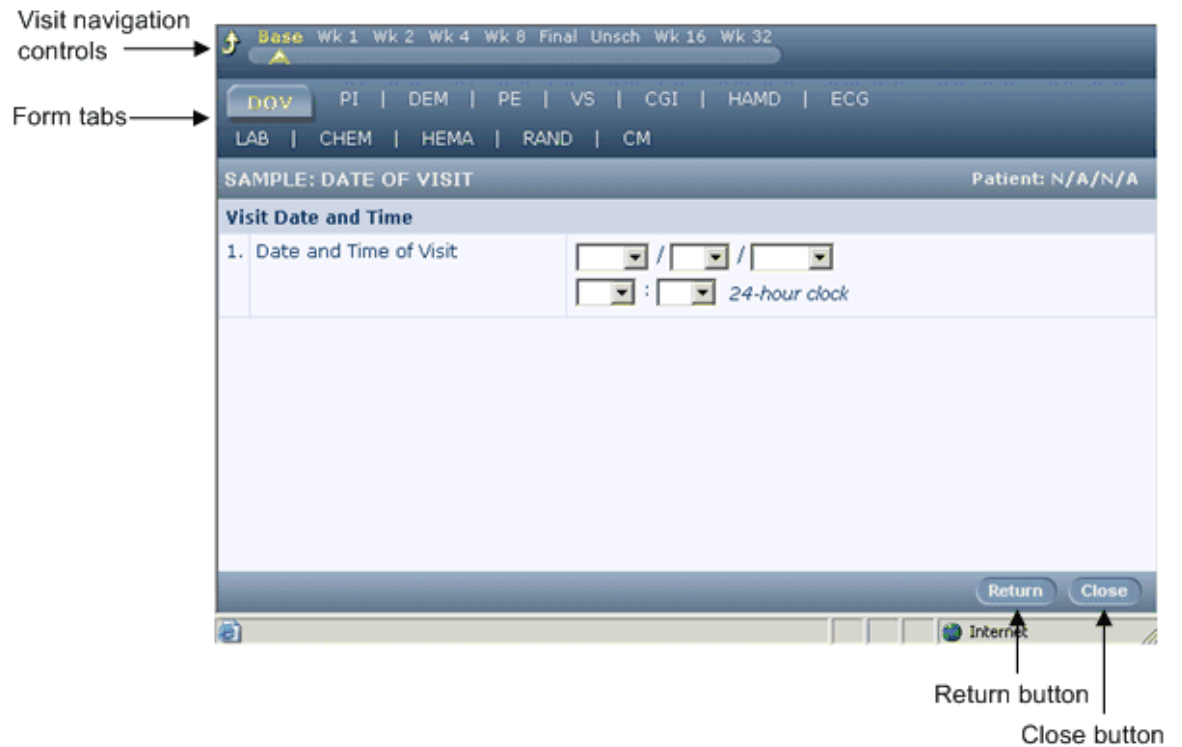 Visit navigation
controls
Base Wk 1 Wk 2 Wk 4 Wk 8 Final Unsch Wk 16 Wk 32
Form tabs
DOV PI | DEM | PE | VS | CGI | HAMD | ECG
LAB | CHEM | HEMA | RAND | CM
SAMPLE: DATE OF VISIT Patient: N/A/N/A
Visit Date and Time
1. Date and Time of Visit / /
: 24-hour clock
Return Close
Internet
Return button
Close button